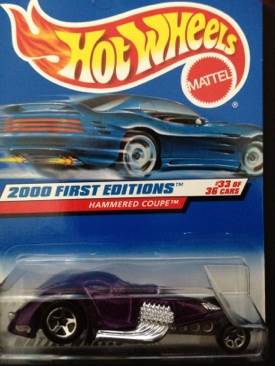 Hot Wheels
MATTEL
®
2000 FIRST EDITIONS™
#33 OF
36 CARS
HAMMERED COUPE™